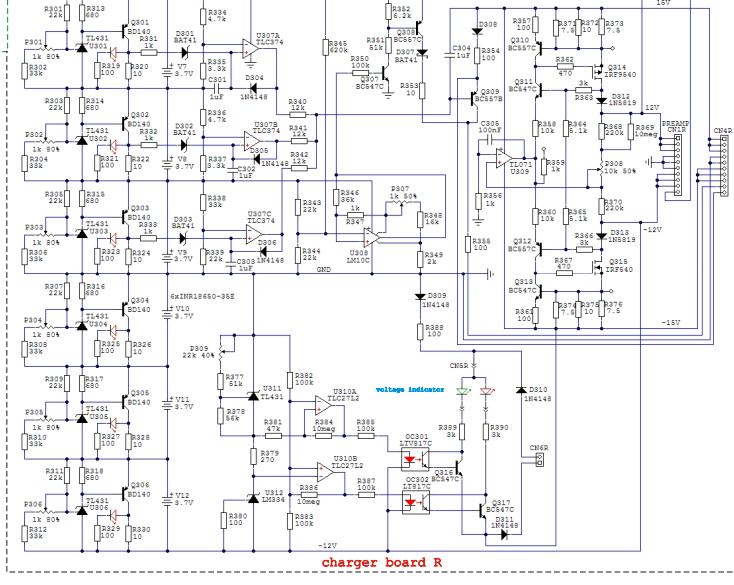 R301 22k
R313 680
Q301 BD140
R334 4.7k
R352 6.2k
D308
R357 100
R371 7.5
R372 10
R373 7.5
15V
P301 1k 80%
TL431 U301
R331 1k
D301 BAT41
U307A TLC374
R345 620k
R351 51k
Q308 BC557C
D307 BAT41
C304 1uF
R354 100
Q310 BC557C
R302 33k
R319 100
R320 10
V7 3.7V
R335 3.3k
C301 1uF
D304 1N4148
R350 100k
Q307 BC547C
R353 10
Q309 BC557B
Q311 BC547C
R362 470
Q314 IRF9540
3k R363
D312 1N5819
R303 22k
R314 680
Q302 BD140
R336 4.7k
R340 12k
C305 100nF
R358 10k
R364 5.1k
R368 220k
R369 10meg
12V
PREAMP CN1R
CN4R
P302 1k 80%
TL431 U302
R332 1k
D302 BAT41
U307B TLC374
R341 12k
D305 1N4148
R342 12k
TL071 U309
R359 1k
P308 10k 50%
R304 33k
R321 100
R322 10
V8 3.7V
R337 3.3k
C302 1uF
R305 22k
R315 680
Q303 BD140
R338 33k
R343 22k
R346 36k
P307 1k 50%
1k R347
R348 16k
R356 1k
R360 10k
R365 5.1k
R370 220k
-12V
P303 1k 80%
TL431 U303
R333 1k
D303 BAT41
U307C TLC374
D306 1N4148
U308 LM10C
R355 100
Q312 BC557C
R366 3k
D313 1N5819
R306 33k
R323 100
R324 10
V9 3.7V
R339 22k
C303 1uF
R344 22k
R349 2k
GND
R367 470
Q315 IRF540
R307 22k
R316 680
Q304 BD140
6xINR18650-35E
V10 3.7V
D309 1N4148
Q313 BC547C
R361 100
R374 7.5
R375 10
R376 7.5
-15V
P304 1k 80%
TL431 U304
R308 33k
R325 100
R326 10
P309 22k 40%
R388 100
R309 22k
R317 680
Q305 BD140
V11 3.7V
R377 51k
U311 TL431
R382 100k
U310A TLC27L2
voltage indicator
CN5R
D310 1N4148
P305 1k 80%
TL431 U305
R378 56k
R381 47k
R384 10meg
R385 100k
OC301 LTV817C
R389 3k
R390 3k
CN6R
R310 33k
R327 100
R328 10
R379 270
U310B TLC27L2
Q316 BC547C
R311 22k
R318 680
Q306 BD140
V12 3.7V
U312 LM334
R386 10meg
R387 100k
OC302 LT817C
Q317 BC547C
P306 1k 80%
TL431 U306
R312 33k
R329 100
R330 10
R380 100
R383 100k
D311 1N4148
-12V
charger board R